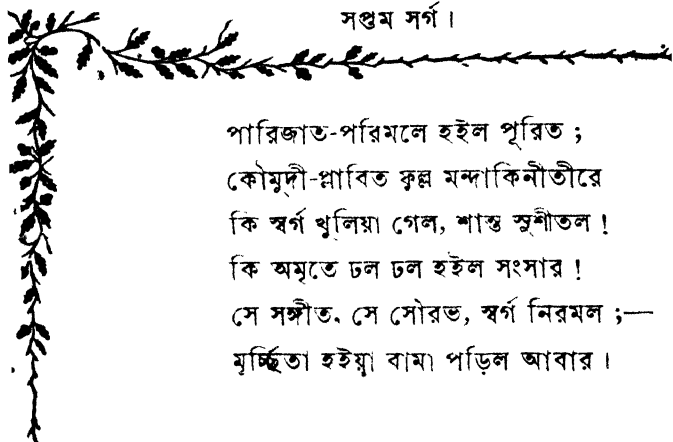 সপ্তম সর্গ।
পারিজাত-পরিমলে হইল পূরিত ;
কৌমুদী-প্লাবিত ফুল্ল মন্দাকিনীতীরে
কি স্বর্গ খুলিয়া গেল, শান্ত সুশীতল !
কি অমৃতে ঢল ঢল হইল সংসার !
সে সঙ্গীত, সে সৌরভ, স্বর্গ নিরমল ;—
মূর্চ্ছিতা হইয়া বামা পড়িল আবার ।